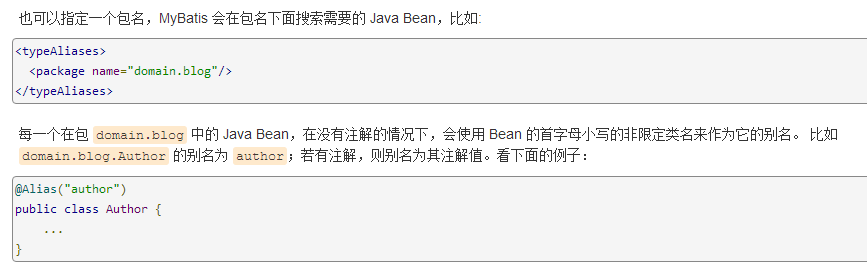 也可以指定一个包名，MyBatis 会在包名下面搜索需要的 Java Bean，比如:
<typeAliases>
  <package name="domain.blog"/>
</typeAliases>
每一个在包 domain.blog 中的 Java Bean，在没有注解的情况下，会使用 Bean 的首字母小写的非限定类名来作为它的别名。 比如
domain.blog.Author 的别名为 author；若有注解，则别名为其注解值。看下面的例子：
@Alias("author")
public class Author {
    ...
}